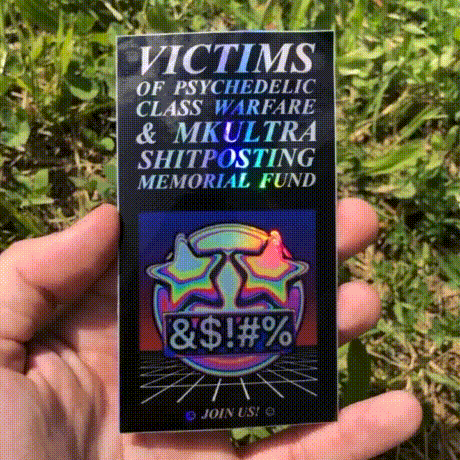 VICTIMS
OF PSYCHEDELIC
CLASS WARFARE
& MKULTRA
SHITPOSTING
MEMORIAL FUND
&$!#%
☺ JOIN US! ☺